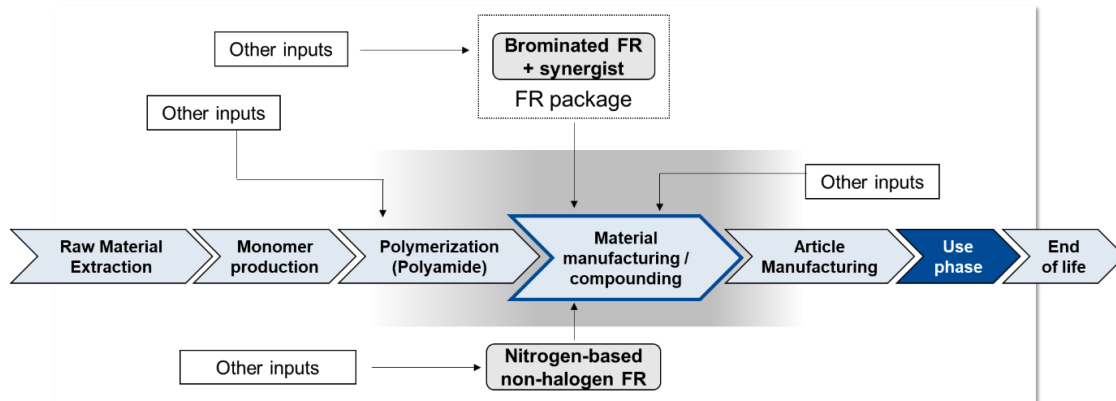 Other inputs
Brominated FR
+ synergist
FR package
Other inputs
Other inputs
Raw Material
Extraction
Monomer
production
Polymerization
(Polyamide)
Material
manufacturing /
compounding
Article
Manufacturing
Use
phase
End
of life
Other inputs
Nitrogen-based
non-halogen FR